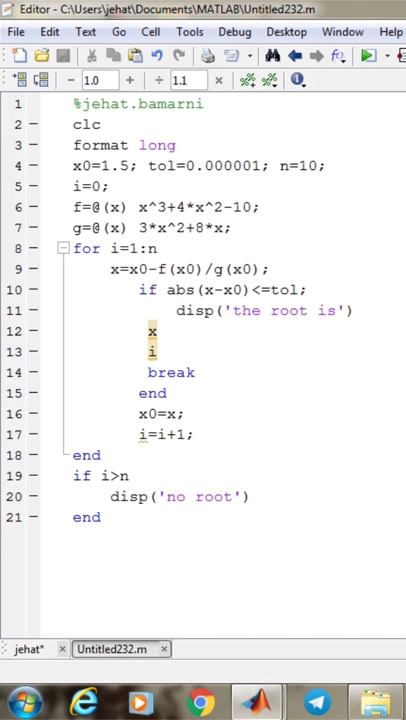 Editor - C:\Users\jehat\Documents\MATLAB\Untitled232.m
File Edit Text Go Cell Tools Debug Desktop Window Help
− 1.0 + ÷ 1.1 ×
1 %jehat.bamarni
2 − clc
3 − format long
4 − x0=1.5; tol=0.000001; n=10;
5 − i=0;
6 − f=@(x) x^3+4*x^2-10;
7 − g=@(x) 3*x^2+8*x;
8 − for i=1:n
9 − x=x0-f(x0)/g(x0);
10 − if abs(x-x0)<=tol;
11 − disp('the root is')
12 − x
13 − i
14 − break
15 − end
16 − x0=x;
17 − i=i+1;
18 − end
19 − if i>n
20 − disp('no root')
21 − end
jehat* × Untitled232.m ×